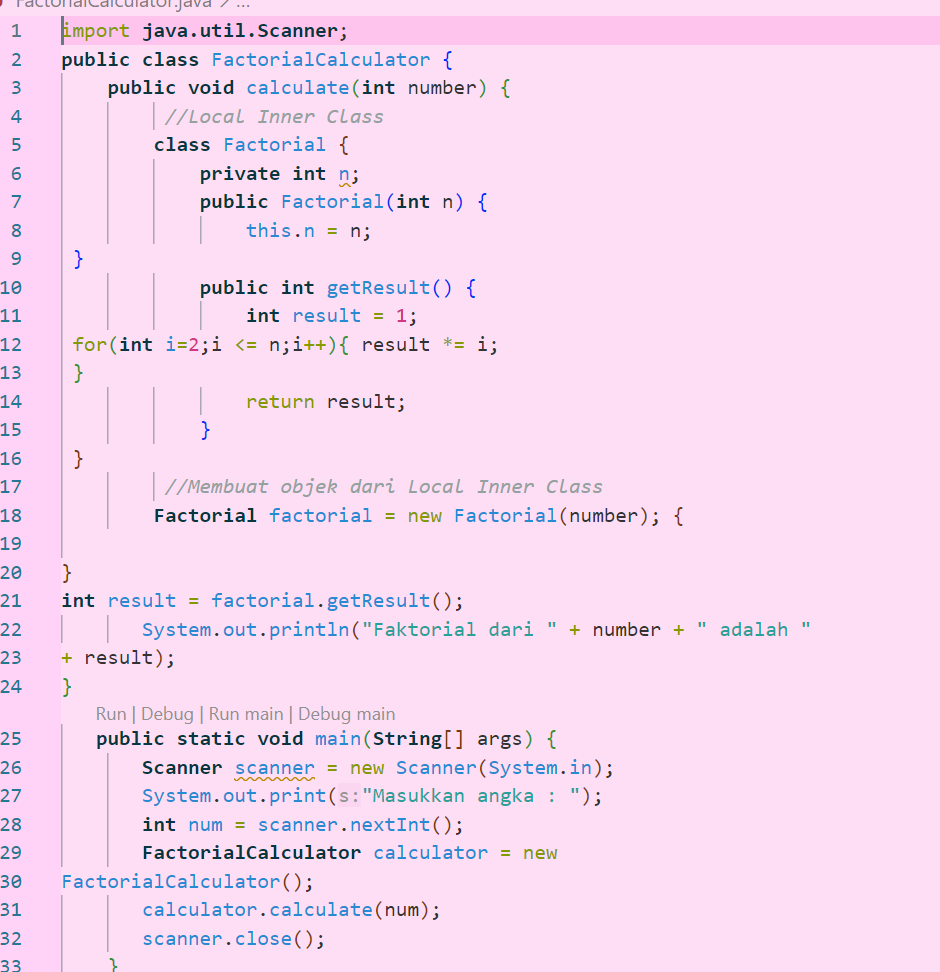 FactorialCalculator.java > ...
1 import java.util.Scanner;
2 public class FactorialCalculator {
3 public void calculate(int number) {
4 //Local Inner Class
5 class Factorial {
6 private int n;
7 public Factorial(int n) {
8 this.n = n;
9 }
10 public int getResult() {
11 int result = 1;
12 for(int i=2;i <= n;i++){ result *= i;
13 }
14 return result;
15 }
16 }
17 //Membuat objek dari Local Inner Class
18 Factorial factorial = new Factorial(number); {
19
20 }
21 int result = factorial.getResult();
22 System.out.println("Faktorial dari " + number + " adalah "
23 + result);
24 }
Run | Debug | Run main | Debug main
25 public static void main(String[] args) {
26 Scanner scanner = new Scanner(System.in);
27 System.out.print(s:"Masukkan angka : ");
28 int num = scanner.nextInt();
29 FactorialCalculator calculator = new
30 FactorialCalculator();
31 calculator.calculate(num);
32 scanner.close();
33 }